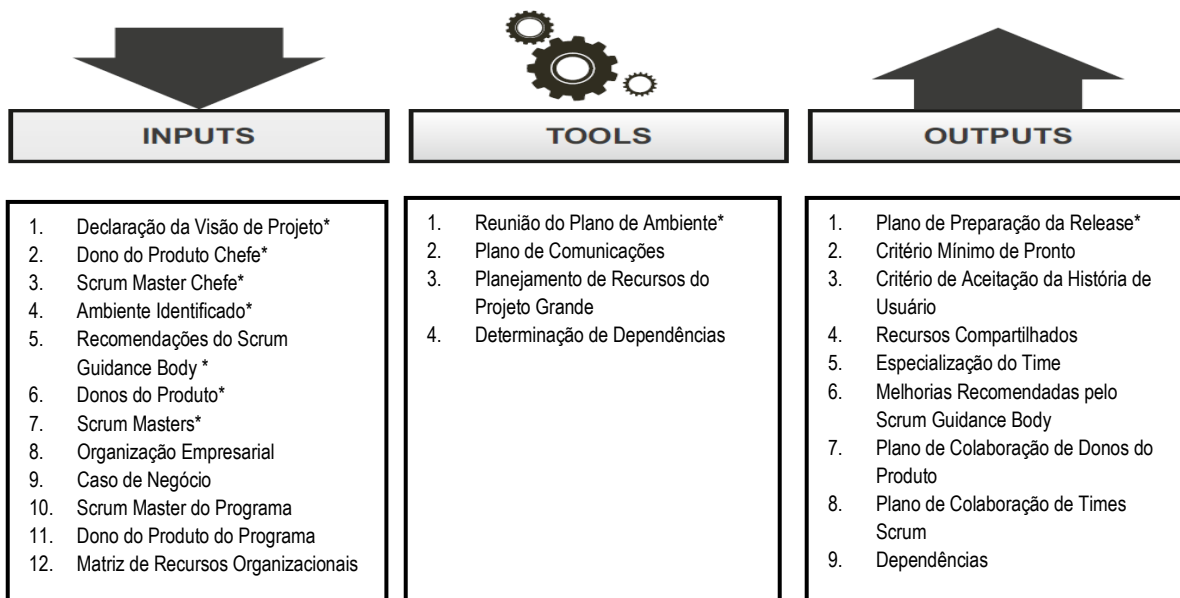 INPUTS
1. Declaração da Visão de Projeto*
2. Dono do Produto Chefe*
3. Scrum Master Chefe*
4. Ambiente Identificado*
5. Recomendações do Scrum
Guidance Body *
6. Donos do Produto*
7. Scrum Masters*
8. Organização Empresarial
9. Caso de Negócio
10. Scrum Master do Programa
11. Dono do Produto do Programa
12. Matriz de Recursos Organizacionais
TOOLS
1. Reunião do Plano de Ambiente*
2. Plano de Comunicações
3. Planejamento de Recursos do
Projeto Grande
4. Determinação de Dependências
OUTPUTS
1. Plano de Preparação da Release*
2. Critério Mínimo de Pronto
3. Critério de Aceitação da História de
Usuário
4. Recursos Compartilhados
5. Especialização do Time
6. Melhorias Recomendadas pelo
Scrum Guidance Body
7. Plano de Colaboração de Donos do
Produto
8. Plano de Colaboração de Times
Scrum
9. Dependências